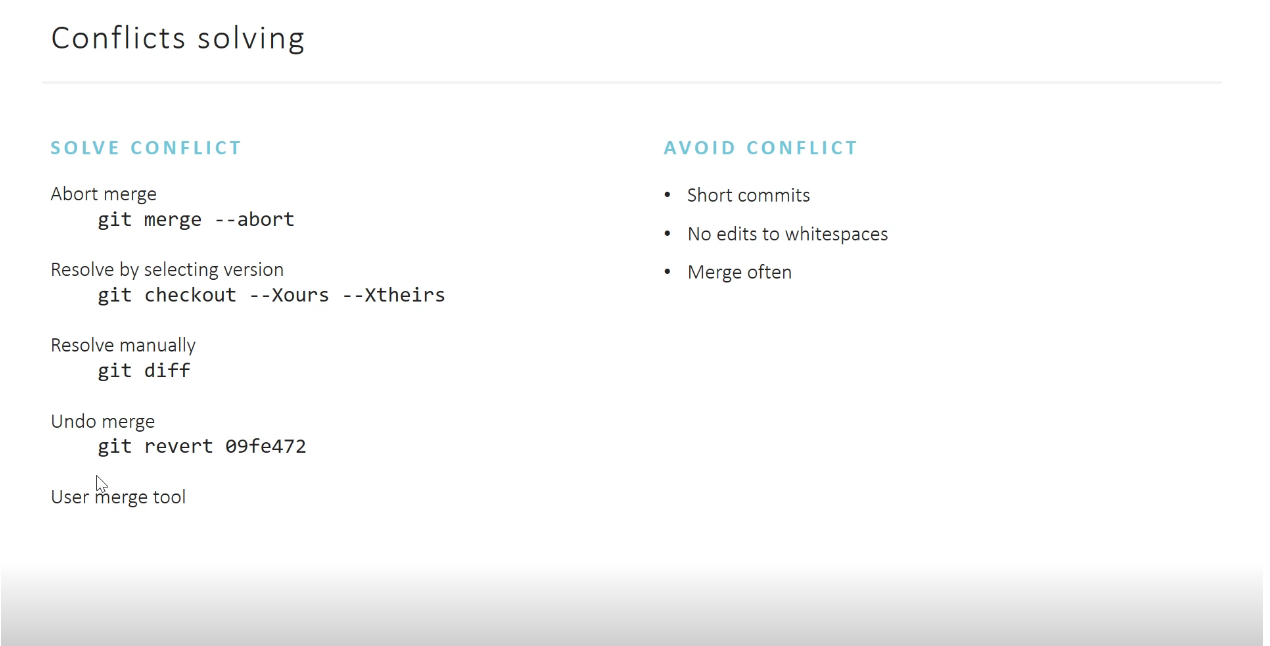 Conflicts solving
SOLVE CONFLICT
Abort merge
git merge --abort
Resolve by selecting version
git checkout --Xours --Xtheirs
Resolve manually
git diff
Undo merge
git revert 09fe472
User merge tool
AVOID CONFLICT
• Short commits
• No edits to whitespaces
• Merge often